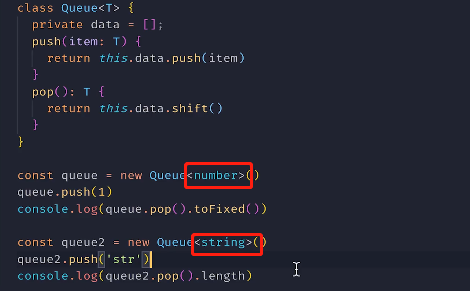 class Queue<T> {
  private data = [];
  push(item: T) {
    return this.data.push(item)
  }
  pop(): T {
    return this.data.shift()
  }
}
const queue = new Queue<number>()
queue.push(1)
console.log(queue.pop().toFixed())
const queue2 = new Queue<string>()
queue2.push('str')
console.log(queue2.pop().length)